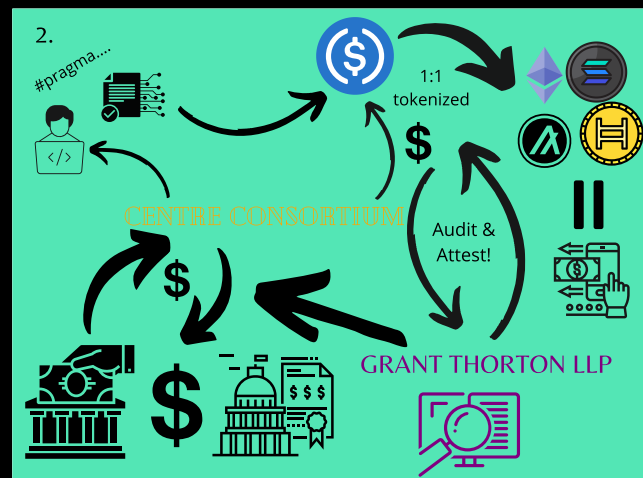 2.
#pragma....
1:1
tokenized
$
CENTRE CONSORTIUM
$
Audit &
Attest!
$
GRANT THORTON LLP
$ $ $